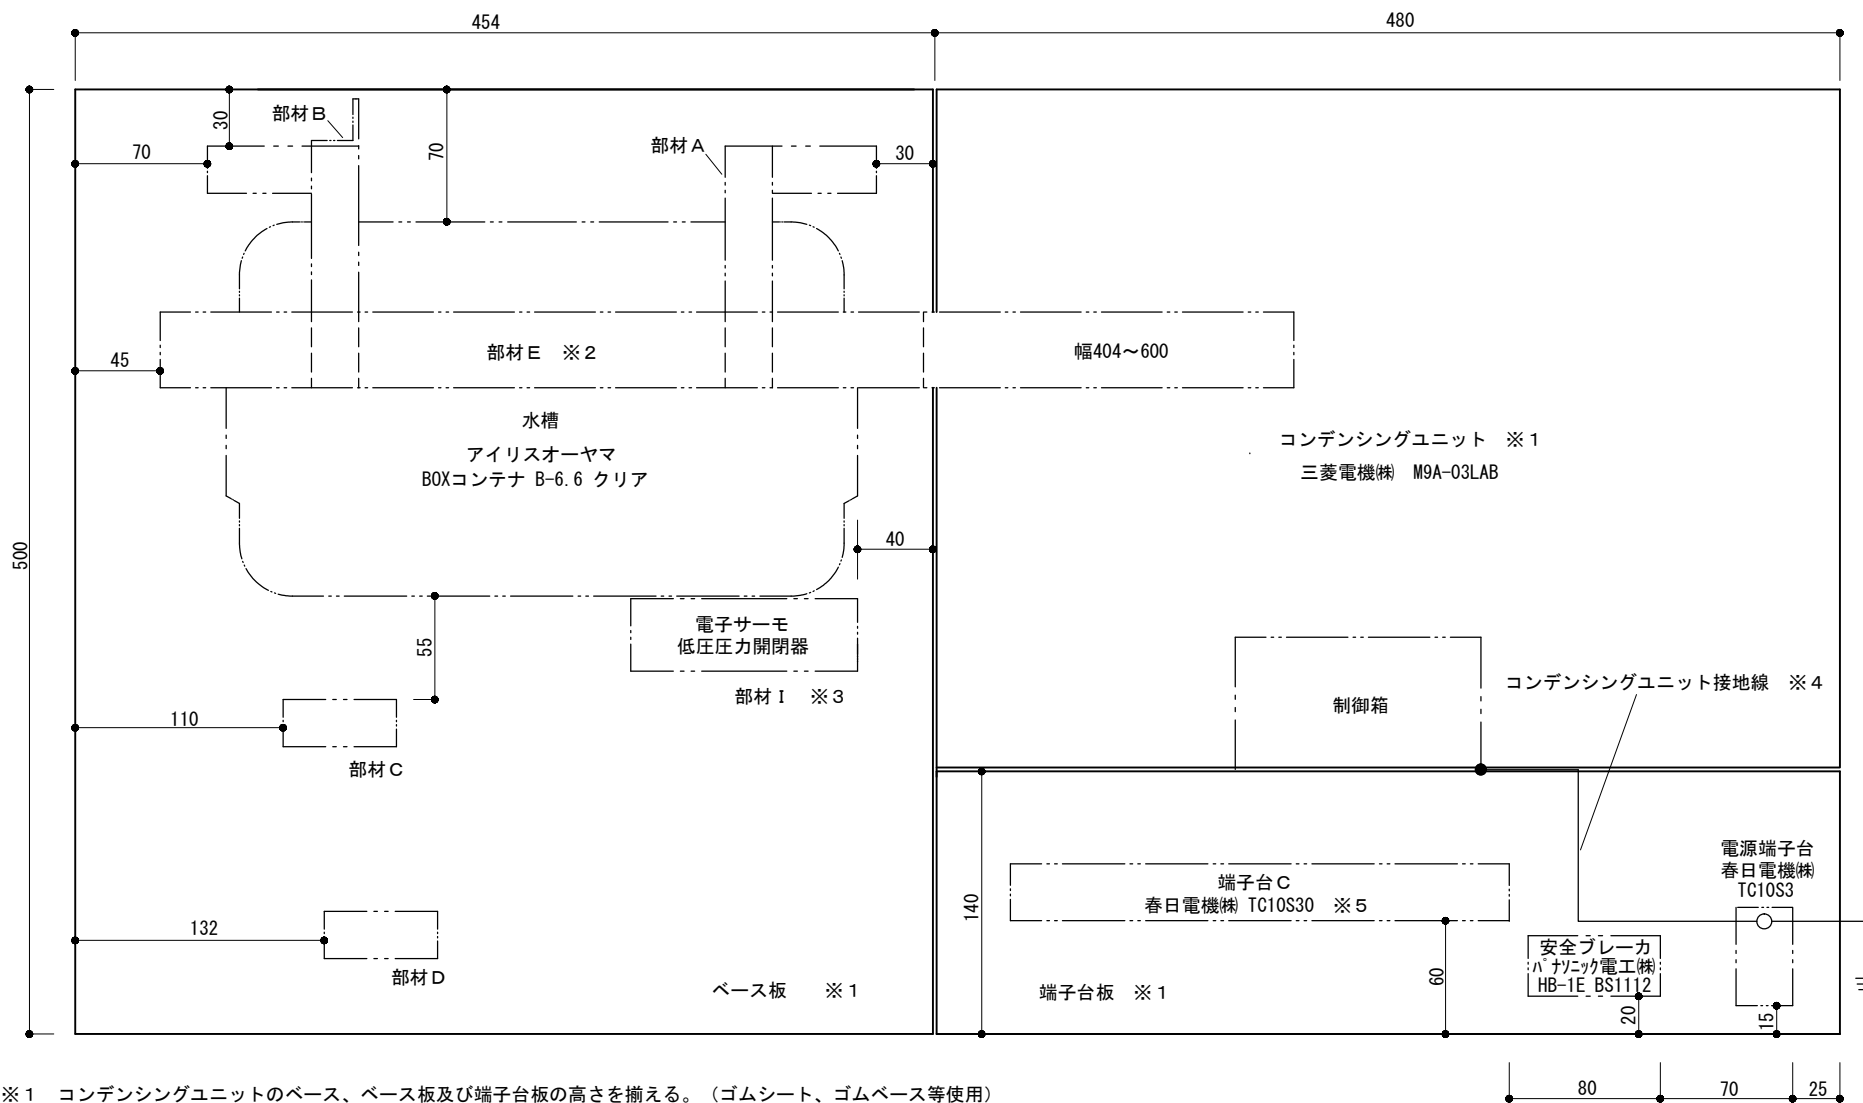 454
480
部材B
30
部材A
70
70
30
45
部材E ※2
幅404～600
水槽
アイリスオーヤマ
BOXコンテナ B-6.6 クリア
コンデンシングユニット ※1
三菱電機㈱ M9A-03LAB
500
40
電子サーモ
低圧圧力開閉器
55
部材I ※3
コンデンシングユニット接地線 ※4
制御箱
110
部材C
140
端子台C
春日電機㈱ TC10S30 ※5
電源端子台
春日電機㈱
TC10S3
132
部材D
安全ブレーカ
パナソニック電工㈱
HB-1E BS1112
60
ベース板 ※1
端子台板 ※1
20
15
※1 コンデンシングユニットのベース、ベース板及び端子台板の高さを揃える。（ゴムシート、ゴムベース等使用）
80
70
25